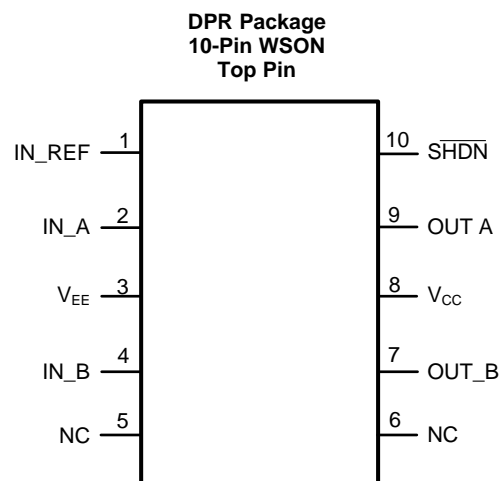 DPR Package
10-Pin WSON
Top Pin
IN_REF 1 10 SHDN
IN_A 2 9 OUT A
VEE 3 8 VCC
IN_B 4 7 OUT_B
NC 5 6 NC